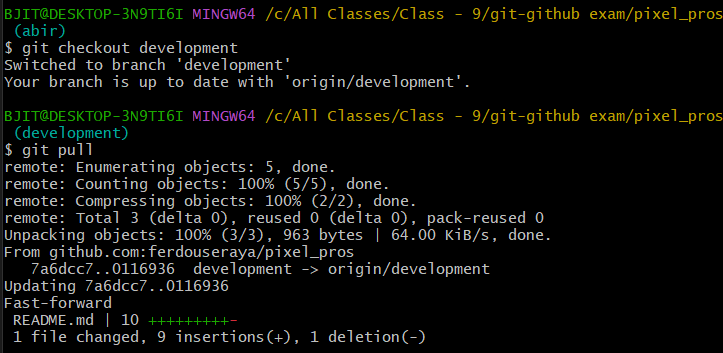 BJIT@DESKTOP-3N9TI6I MINGW64 /c/All Classes/Class - 9/git-github exam/pixel_pros
 (abir)
$ git checkout development
Switched to branch 'development'
Your branch is up to date with 'origin/development'.

BJIT@DESKTOP-3N9TI6I MINGW64 /c/All Classes/Class - 9/git-github exam/pixel_pros
 (development)
$ git pull
remote: Enumerating objects: 5, done.
remote: Counting objects: 100% (5/5), done.
remote: Compressing objects: 100% (2/2), done.
remote: Total 3 (delta 0), reused 0 (delta 0), pack-reused 0
Unpacking objects: 100% (3/3), 963 bytes | 64.00 KiB/s, done.
From github.com:ferdouseraya/pixel_pros
   7a6dcc7..0116936  development -> origin/development
Updating 7a6dcc7..0116936
Fast-forward
 README.md | 10 +++++++++-
 1 file changed, 9 insertions(+), 1 deletion(-)